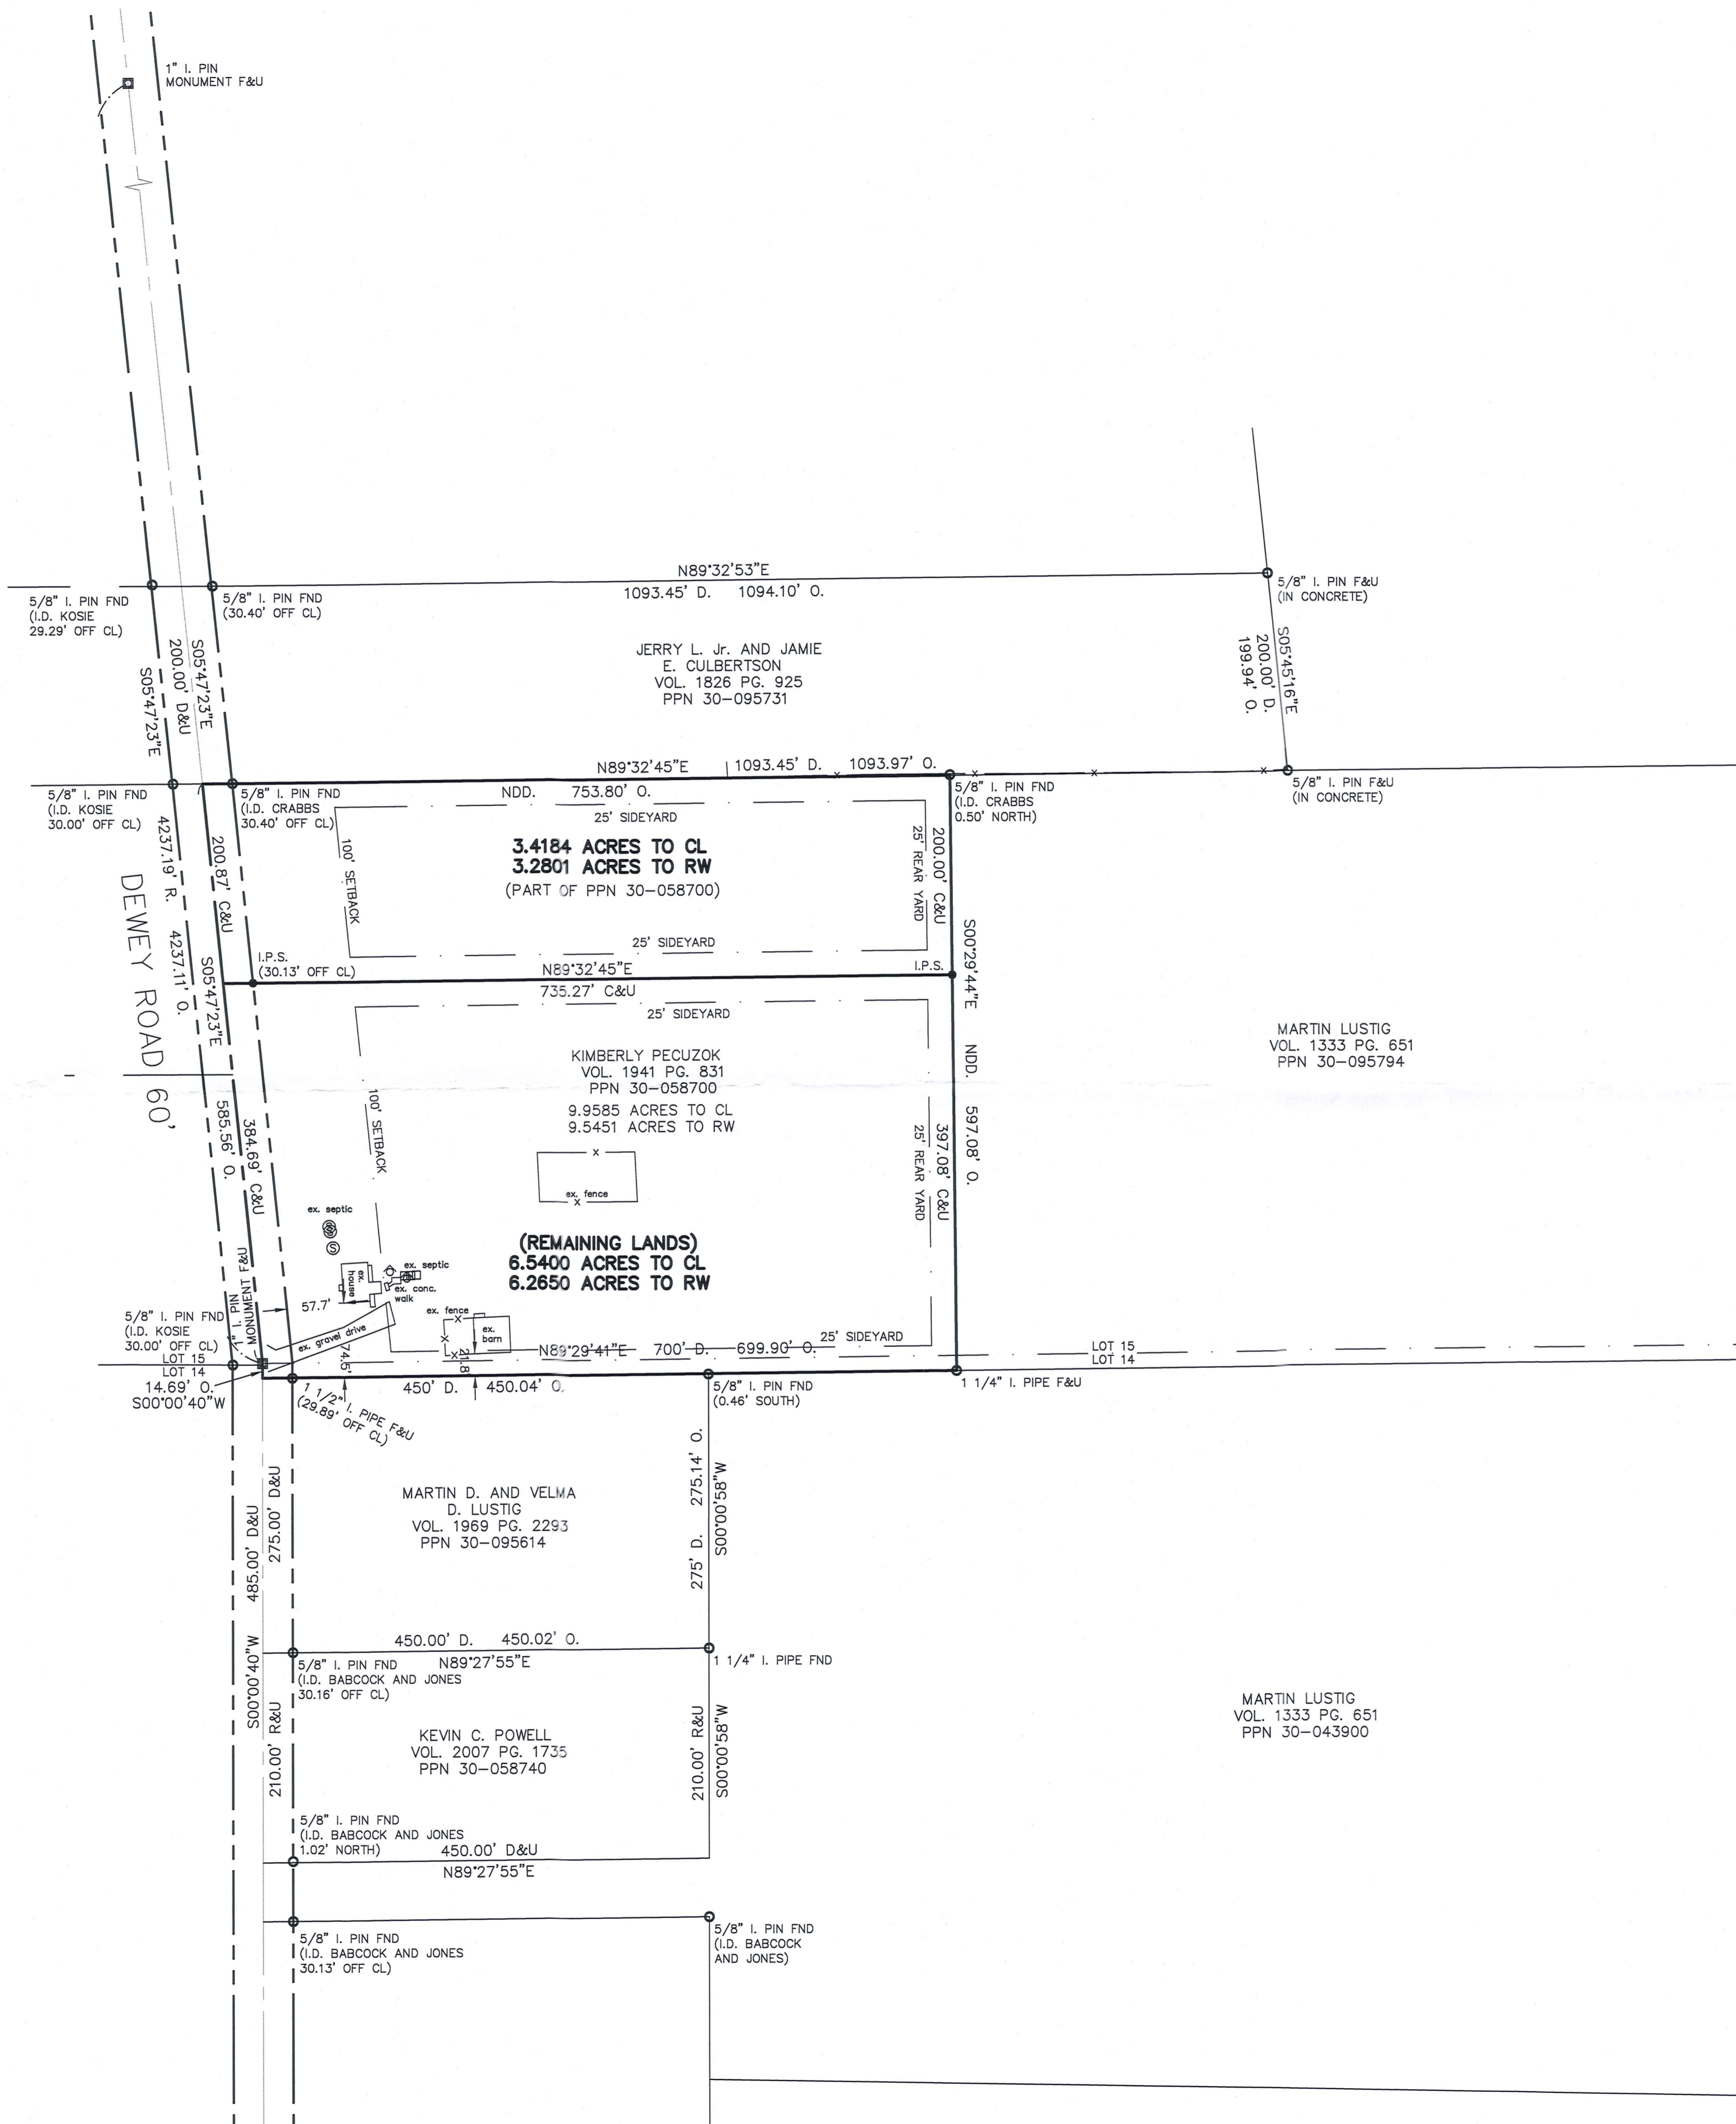 1" I. PIN
MONUMENT F&U
N89°32'53"E
1093.45' D. 1094.10' O.
5/8" I. PIN F&U
(IN CONCRETE)
5/8" I. PIN FND
(I.D. KOSIE
29.29' OFF CL)
5/8" I. PIN FND
(30.40' OFF CL)
S05°47'23"E
200.00' D&U
S05°47'23"E
JERRY L. Jr. AND JAMIE
E. CULBERTSON
VOL. 1826 PG. 925
PPN 30-095731
S05°45'16"E
200.00' D.
199.94' O.
N89°32'45"E 1093.45' D. 1093.97' O.
NDD. 753.80' O.
5/8" I. PIN FND
(I.D. KOSIE
30.00' OFF CL)
5/8" I. PIN FND
(I.D. CRABBS
30.40' OFF CL)
5/8" I. PIN FND
(I.D. CRABBS
0.50' NORTH)
5/8" I. PIN F&U
(IN CONCRETE)
25' SIDEYARD
3.4184 ACRES TO CL
3.2801 ACRES TO RW
(PART OF PPN 30-058700)
100' SETBACK
25' REAR YARD
200.00' C&U
200.87' C&U
4237.19' R. 4237.11' O.
DEWEY ROAD 60'
25' SIDEYARD
I.P.S.
(30.13' OFF CL)
N89°32'45"E
I.P.S.
735.27' C&U
S05°47'23"E
585.56' O.
S00°29'44"E NDD. 597.08' O.
25' SIDEYARD
KIMBERLY PECUZOK
VOL. 1941 PG. 831
PPN 30-058700
9.9585 ACRES TO CL
9.5451 ACRES TO RW
MARTIN LUSTIG
VOL. 1333 PG. 651
PPN 30-095794
100' SETBACK
384.69' C&U
397.08' C&U
25' REAR YARD
ex. fence
ex. septic
S
(REMAINING LANDS)
6.5400 ACRES TO CL
6.2650 ACRES TO RW
1" I. PIN
MONUMENT F&U
ex. septic
ex. house
ex. conc.
walk
57.7'
ex. fence
ex. gravel drive
ex.
barn
5/8" I. PIN FND
(I.D. KOSIE
30.00' OFF CL)
74.5'
21.8'
25' SIDEYARD
N89°29'41"E 700' D. 699.90' O.
LOT 15
LOT 14
LOT 15
LOT 14
14.69' O.
S00°00'40"W
450' D. 450.04' O.
1 1/2" I. PIPE F&U
(29.89' OFF CL)
5/8" I. PIN FND
(0.46' SOUTH)
1 1/4" I. PIPE F&U
MARTIN D. AND VELMA
D. LUSTIG
VOL. 1969 PG. 2293
PPN 30-095614
275' D. 275.14' O.
S00°00'58"W
485.00' D&U
275.00' D&U
S00°00'40"W
450.00' D. 450.02' O.
N89°27'55"E
5/8" I. PIN FND
(I.D. BABCOCK AND JONES
30.16' OFF CL)
1 1/4" I. PIPE FND
KEVIN C. POWELL
VOL. 2007 PG. 1735
PPN 30-058740
210.00' R&U
210.00' R&U
S00°00'58"W
MARTIN LUSTIG
VOL. 1333 PG. 651
PPN 30-043900
5/8" I. PIN FND
(I.D. BABCOCK AND JONES
1.02' NORTH)
450.00' D&U
N89°27'55"E
5/8" I. PIN FND
(I.D. BABCOCK AND JONES
30.13' OFF CL)
5/8" I. PIN FND
(I.D. BABCOCK
AND JONES)